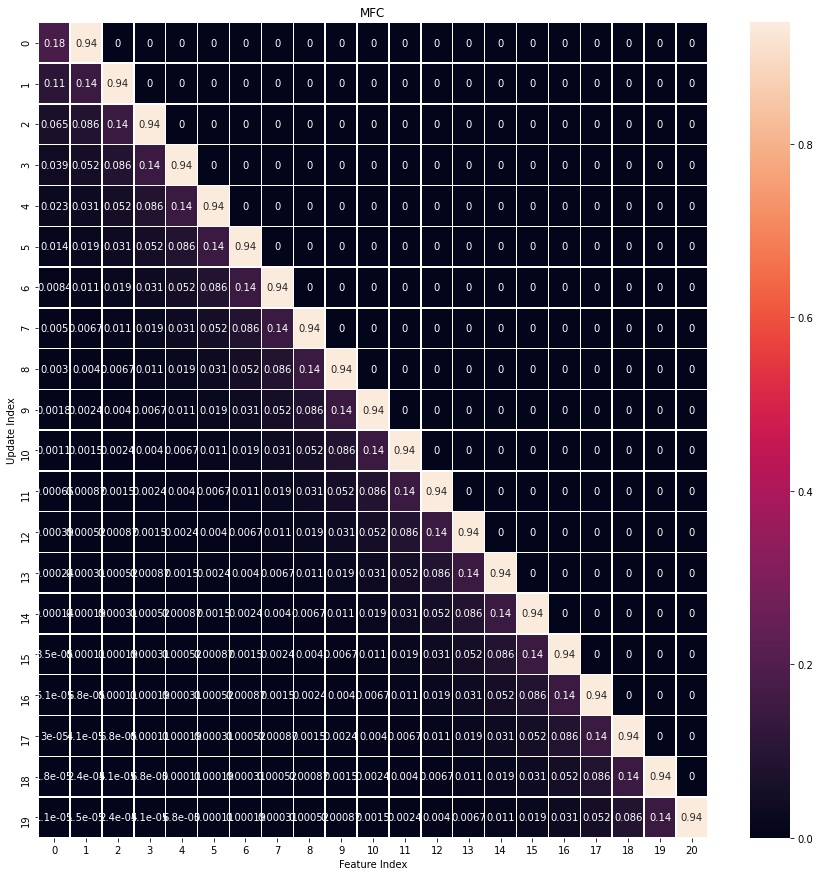 MFC
0 0.18 0.94 0 0 0 0 0 0 0 0 0 0 0 0 0 0 0 0 0 0 0
1 0.11 0.14 0.94 0 0 0 0 0 0 0 0 0 0 0 0 0 0 0 0 0 0
2 0.065 0.086 0.14 0.94 0 0 0 0 0 0 0 0 0 0 0 0 0 0 0 0 0
3 0.039 0.052 0.086 0.14 0.94 0 0 0 0 0 0 0 0 0 0 0 0 0 0 0 0
4 0.023 0.031 0.052 0.086 0.14 0.94 0 0 0 0 0 0 0 0 0 0 0 0 0 0 0
5 0.014 0.019 0.031 0.052 0.086 0.14 0.94 0 0 0 0 0 0 0 0 0 0 0 0 0 0
6 0.0084 0.011 0.019 0.031 0.052 0.086 0.14 0.94 0 0 0 0 0 0 0 0 0 0 0 0 0
7 0.005 0.0067 0.011 0.019 0.031 0.052 0.086 0.14 0.94 0 0 0 0 0 0 0 0 0 0 0 0
8 0.003 0.004 0.0067 0.011 0.019 0.031 0.052 0.086 0.14 0.94 0 0 0 0 0 0 0 0 0 0 0
9 0.0018 0.0024 0.004 0.0067 0.011 0.019 0.031 0.052 0.086 0.14 0.94 0 0 0 0 0 0 0 0 0 0
10 0.0011 0.0015 0.0024 0.004 0.0067 0.011 0.019 0.031 0.052 0.086 0.14 0.94 0 0 0 0 0 0 0 0 0
11 0.0015 0.0024 0.004 0.0067 0.011 0.019 0.031 0.052 0.086 0.14 0.94 0 0 0 0 0 0 0 0
12 0.0015 0.0024 0.004 0.0067 0.011 0.019 0.031 0.052 0.086 0.14 0.94 0 0 0 0 0 0 0
13 0.0015 0.0024 0.004 0.0067 0.011 0.019 0.031 0.052 0.086 0.14 0.94 0 0 0 0 0 0
14 0.0015 0.0024 0.004 0.0067 0.011 0.019 0.031 0.052 0.086 0.14 0.94 0 0 0 0 0
15 0.0015 0.0024 0.004 0.0067 0.011 0.019 0.031 0.052 0.086 0.14 0.94 0 0 0 0
16 0.0015 0.0024 0.004 0.0067 0.011 0.019 0.031 0.052 0.086 0.14 0.94 0 0 0
17 3e-05 0.0015 0.0024 0.004 0.0067 0.011 0.019 0.031 0.052 0.086 0.14 0.94 0 0
18 0.0015 0.0024 0.004 0.0067 0.011 0.019 0.031 0.052 0.086 0.14 0.94 0
19 0.0015 0.0024 0.004 0.0067 0.011 0.019 0.031 0.052 0.086 0.14 0.94
0 1 2 3 4 5 6 7 8 9 10 11 12 13 14 15 16 17 18 19 20
Feature Index
Update Index
0.8
0.6
0.4
0.2
0.0